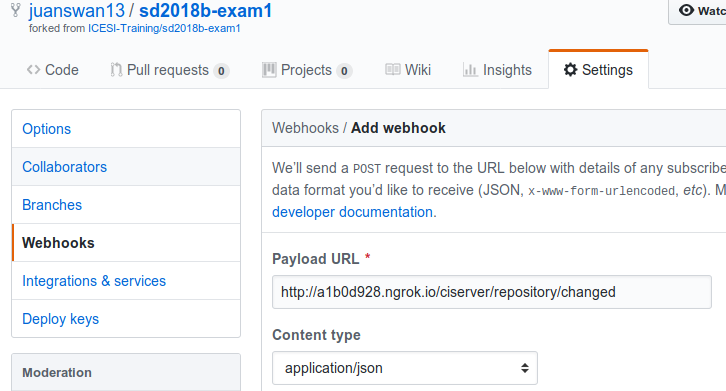 juanswan13 / sd2018b-exam1
Watc
forked from ICESI-Training/sd2018b-exam1
Code Pull requests 0 Projects 0 Wiki Insights Settings
Options
Collaborators
Branches
Webhooks
Integrations & services
Deploy keys
Moderation
Webhooks / Add webhook
We'll send a POST request to the URL below with details of any subscribe
data format you'd like to receive (JSON, x-www-form-urlencoded, etc). M
developer documentation.
Payload URL *
http://a1b0d928.ngrok.io/ciserver/repository/changed
Content type
application/json